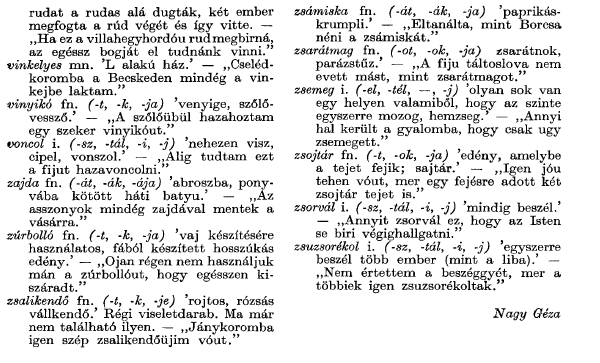 rudat a rudas alá dugták, két ember
megfogta a rúd végét és így vitte. —
„Ha ez a villahegyhordóu rud megbirná,
az egéssz bogját el tudnánk vinni.”
vinkelyes mn. 'L alakú ház.' — „Cseléd-
koromba a Becskeden mindég a vin-
kejbe laktam.”
vinyikó fn. (-t, -k, -ja) 'venyige, szőlő-
vessző.' — „A szőlőübül hazahoztam
egy szeker vinyikóut.”
voncol i. (-sz, -tál, -i, -j) 'nehezen visz,
cipel, vonszol.' — „Alig tudtam ezt
a fijut hazavoncolni.”
zajda fn. (-át, -ák, -ája) 'abroszba, pony-
vába kötött háti batyu.' — „Az
asszonyok mindég zajdával mentek a
vásárra.”
zúrbolló fn. (-t, -k, -ja) 'vaj készítésére
használatos, fából készített hosszúkás
edény.' — „Ojan régen nem használjuk
mán a zúrbollóut, hogy egésszen ki-
száradt.”
zsalikendő fn. (-t, -k, -je) 'rojtos, rózsás
vállkendő.' Régi viseletdarab. Ma már
nem található ilyen. — „Jánykoromba
igen szép zsalikendőüjim vóut.”
zsámiska fn. (-át, -ák, -ja) 'paprikás-
krumpli.' — „Eltanálta, mint Borcsa
néni a zsámiskát.”
zsarátmag fn. (-ot, -ok, -ja) zsarátnok,
parázstűz.' — „A fiju táltoslova nem
evett mást, mint zsarátmagot.”
zsemeg i. (-el, -tél, —, -j) 'olyan sok van
egy helyen valamiből, hogy az szinte
egyszerre mozog, hemzseg.' — „Annyi
hal került a gyalomba, hogy csak ugy
zsemegett.”
zsojtár fn. (-t, -ok, -ja) 'edény, amelybe
a tejet fejik; sajtár.' — „Igen jóu
tehen vóut, mer egy fejésre adott két
zsojtár tejet is.”
zsorvál i. (-sz, -tál, -i, -j) 'mindig beszél.'
— „Annyit zsorvál ez, hogy az Isten
se biri végighallgatni.”
zsuzsorékol i. (-sz, -tál, -i, -j) 'egyszerre
beszél több ember (mint a liba).' —
„Nem értettem a beszéggyét, mer a
többiek igen zsuzsorékoltak.”
Nagy Géza